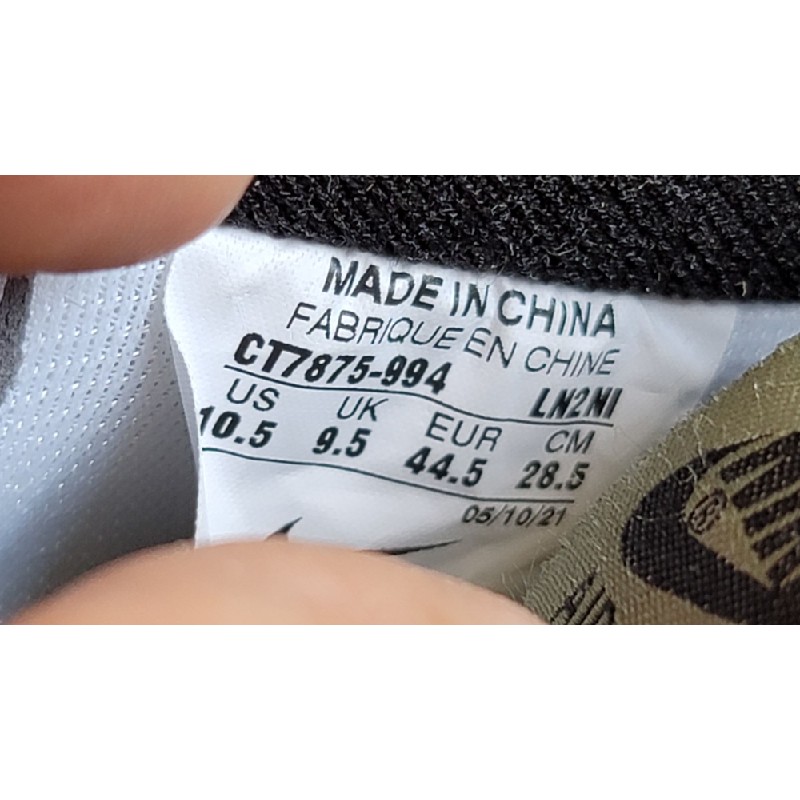 MADE IN CHINA
FABRIQUE EN CHINE
CT7875-994 LN2NI
US UK EUR CM
10.5 9.5 44.5 28.5
05/10/21